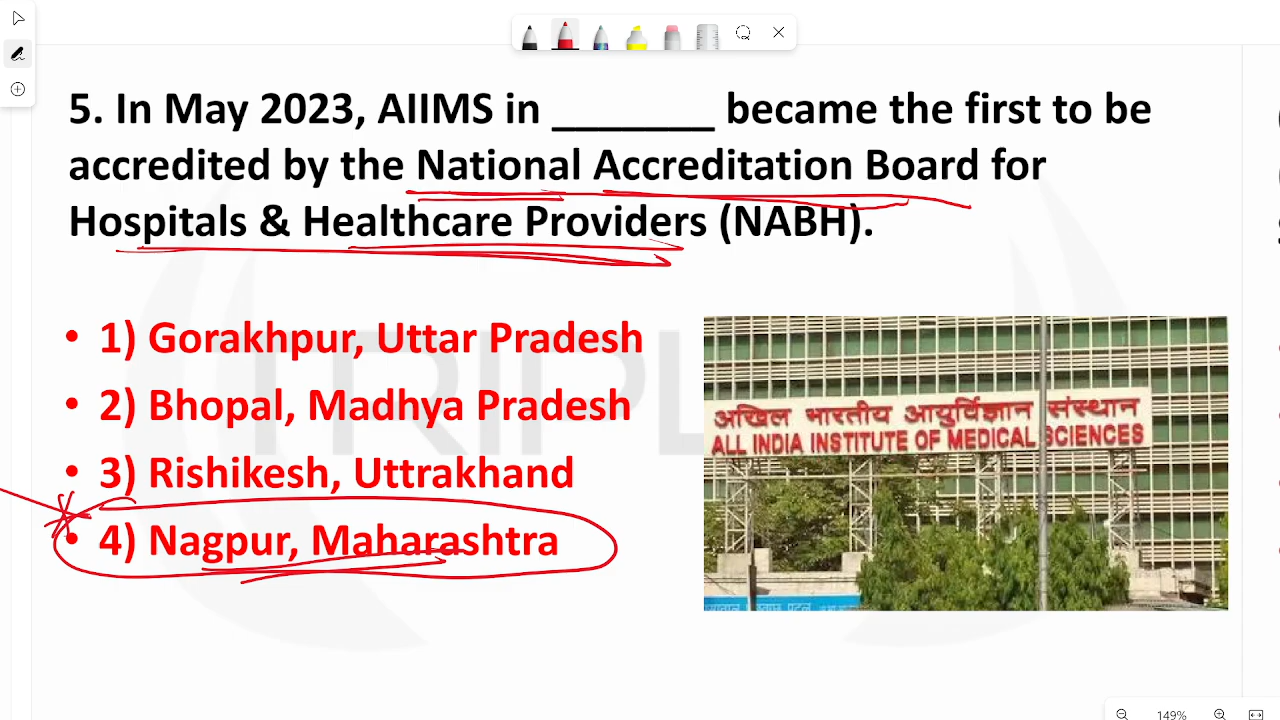 5. In May 2023, AIIMS in _______ became the first to be
accredited by the National Accreditation Board for
Hospitals & Healthcare Providers (NABH).
• 1) Gorakhpur, Uttar Pradesh
• 2) Bhopal, Madhya Pradesh
• 3) Rishikesh, Uttrakhand
• 4) Nagpur, Maharashtra
अखिल भारतीय आयुर्विज्ञान संस्थान
ALL INDIA INSTITUTE OF MEDICAL SCIENCES
TRIPL
149%